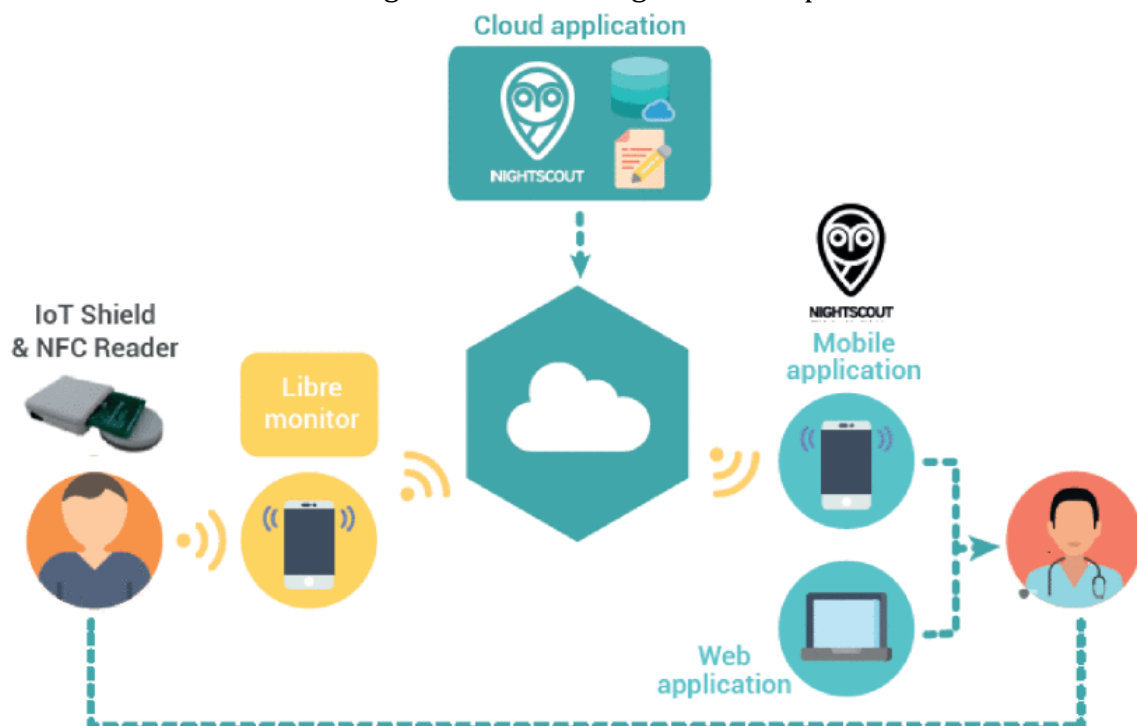 Cloud application
NIGHTSCOUT
IoT Shield
& NFC Reader
Libre
monitor
NIGHTSCOUT
Mobile
application
Web
application